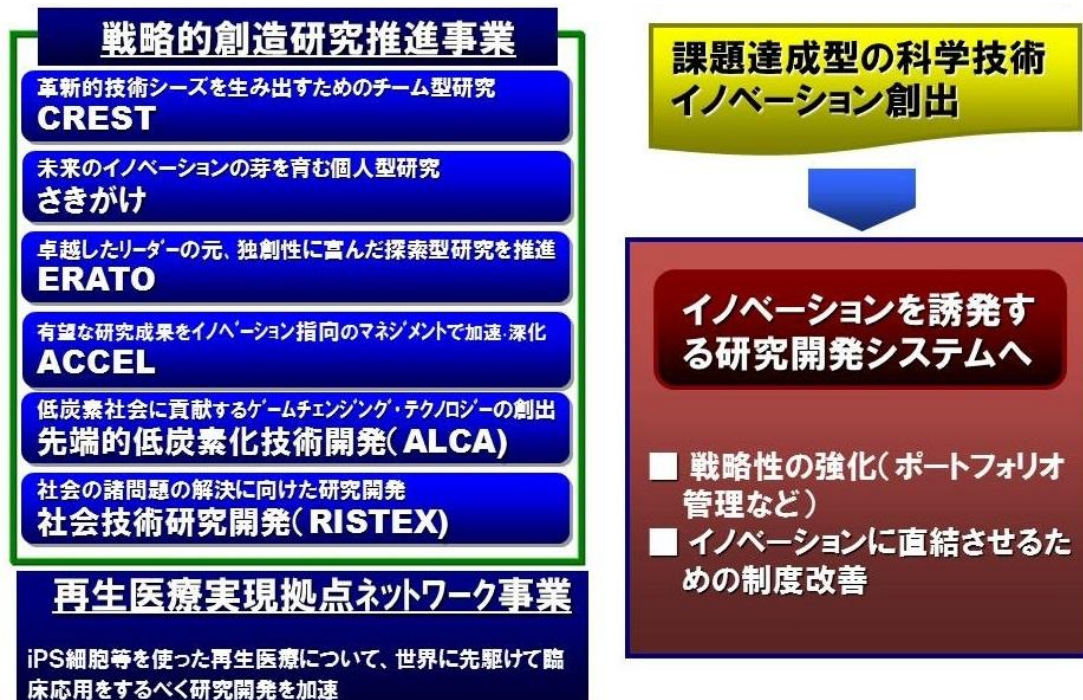 戦略的創造研究推進事業
革新的技術シーズを生み出すためのチーム型研究
CREST
未来のイノベーションの芽を育む個人型研究
さきがけ
卓越したリーダーの元、独創性に富んだ探索型研究を推進
ERATO
有望な研究成果をイノベーション指向のマネジメントで加速・深化
ACCEL
低炭素社会に貢献するゲームチェンジング・テクノロジーの創出
先端的低炭素化技術開発(ALCA)
社会の諸問題の解決に向けた研究開発
社会技術研究開発(RISTEX)
再生医療実現拠点ネットワーク事業
iPS細胞等を使った再生医療について、世界に先駆けて臨
床応用をするべく研究開発を加速
課題達成型の科学技術
イノベーション創出
イノベーションを誘発す
る研究開発システムへ
■ 戦略性の強化(ポートフォリオ
管理など)
■ イノベーションに直結させるた
めの制度改善